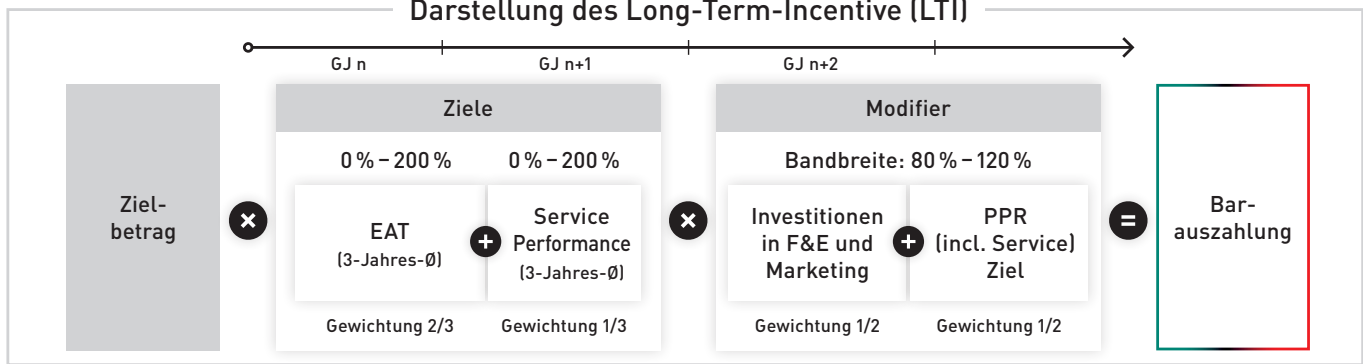 Darstellung des Long-Term-Incentive (LTI)
GJ n
GJ n+1
GJ n+2
Ziel-
betrag
×
Ziele
0 % – 200 %
0 % – 200 %
EAT
(3-Jahres-Ø)
+
Service
Performance
(3-Jahres-Ø)
Gewichtung 2/3
Gewichtung 1/3
×
Modifier
Bandbreite: 80 % – 120 %
Investitionen
in F&E und
Marketing
+
PPR
(incl. Service)
Ziel
Gewichtung 1/2
Gewichtung 1/2
=
Bar-
auszahlung